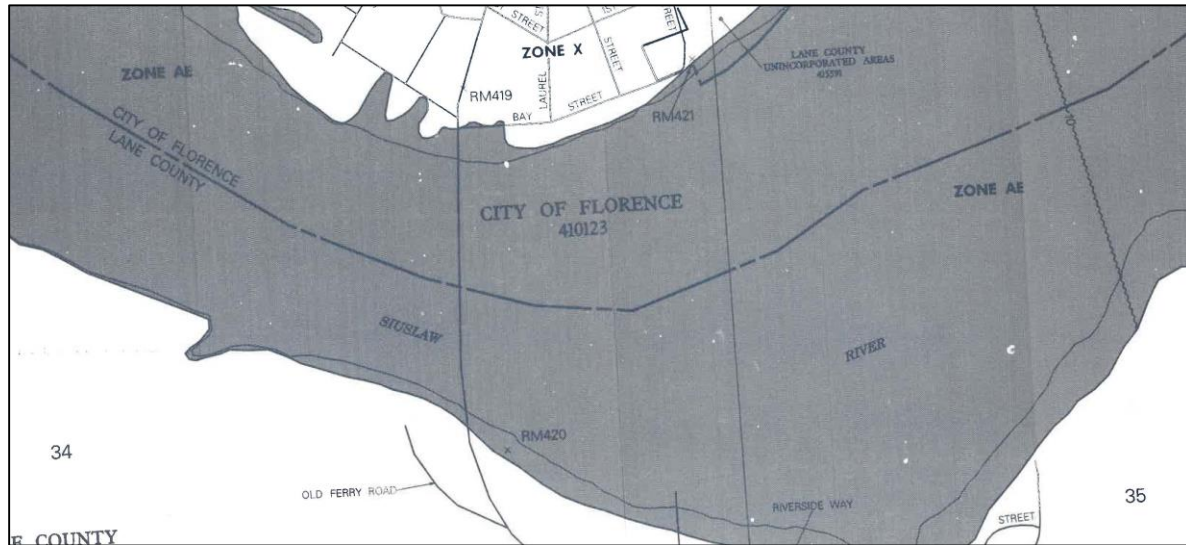 STREET
STREET
ZONE X
LANE COUNTY
UNINCORPORATED AREAS
ZONE AE
RM419
LAUREL
STREET
BAY
STREET
RM421
CITY OF FLORENCE
LANE COUNTY
10
ZONE AE
CITY OF FLORENCE
410123
SIUSLAW
RIVER
RM420
34
OLD FERRY ROAD
RIVERSIDE WAY
35
STREET
E COUNTY